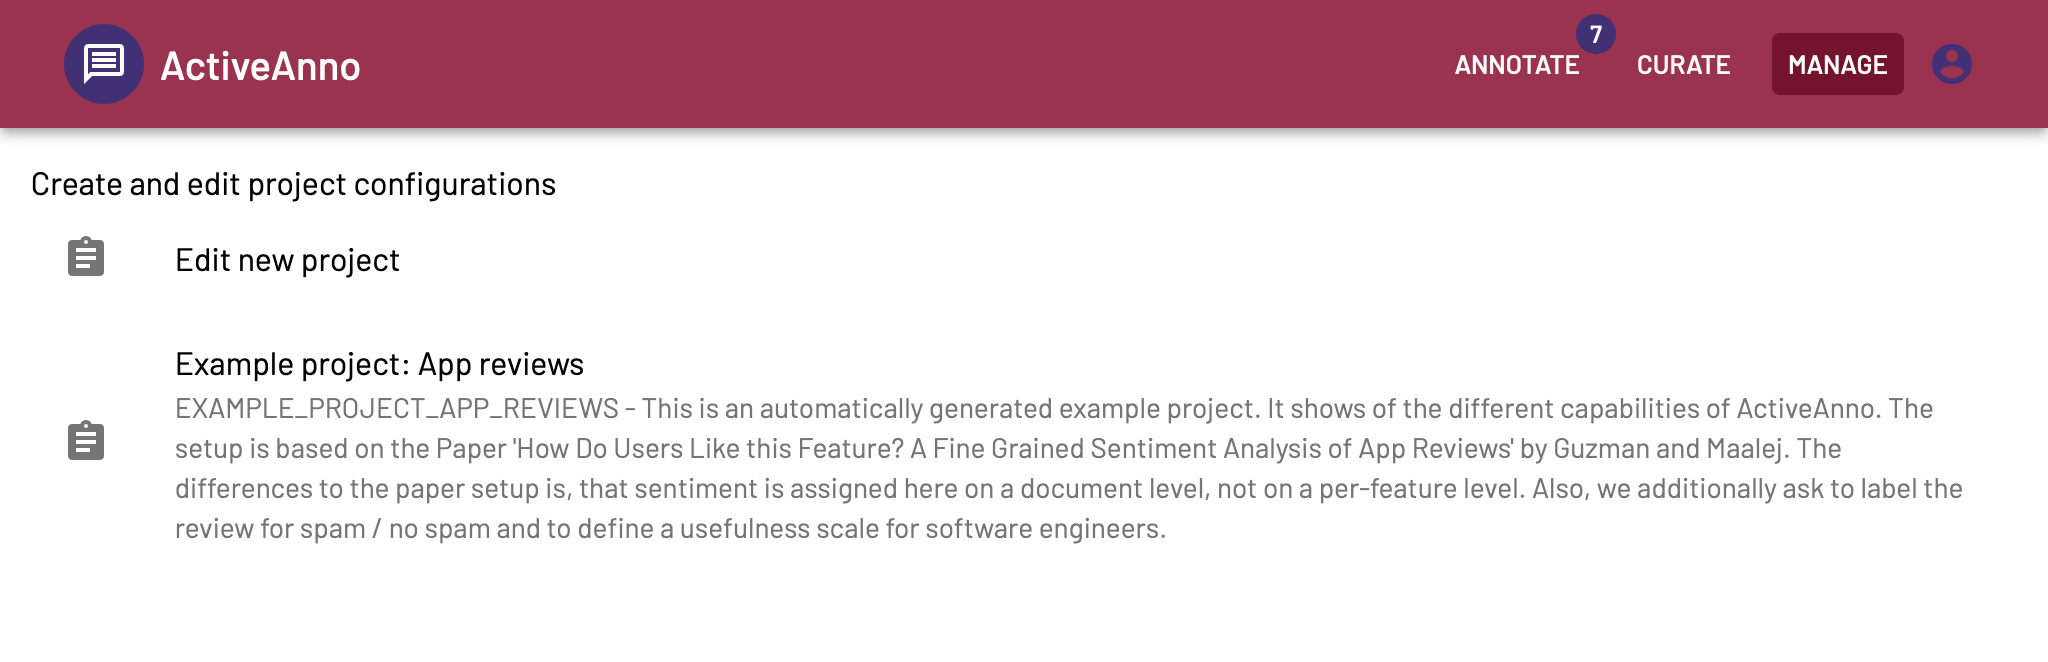 ActiveAnno
ANNOTATE
7
CURATE
MANAGE
Create and edit project configurations
Edit new project
Example project: App reviews
EXAMPLE_PROJECT_APP_REVIEWS - This is an automatically generated example project. It shows of the different capabilities of ActiveAnno. The
setup is based on the Paper 'How Do Users Like this Feature? A Fine Grained Sentiment Analysis of App Reviews' by Guzman and Maalej. The
differences to the paper setup is, that sentiment is assigned here on a document level, not on a per-feature level. Also, we additionally ask to label the
review for spam / no spam and to define a usefulness scale for software engineers.